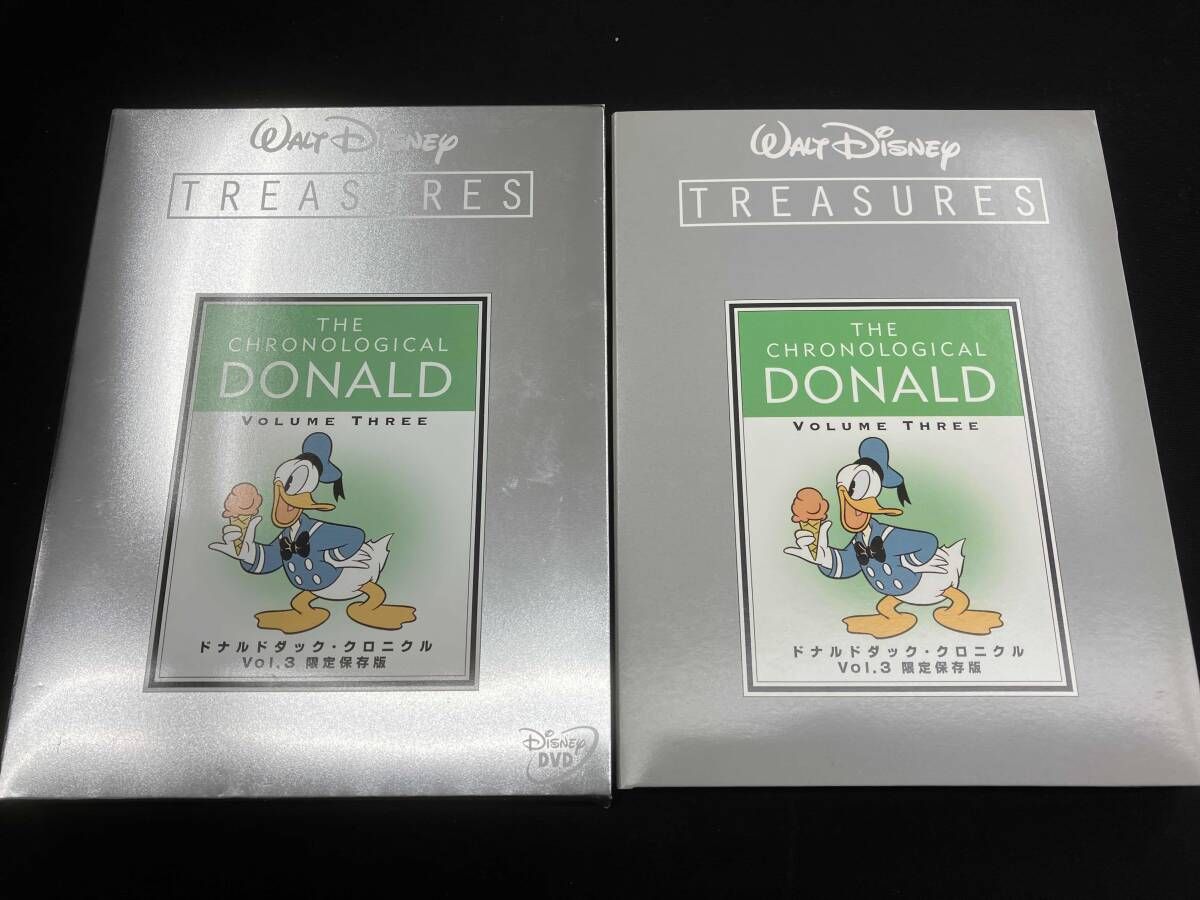 WALT DISNEY
TREASURES
THE
CHRONOLOGICAL
DONALD
VOLUME THREE
ドナルドダック・クロニクル
Vol.3 限定保存版
DISNEY
DVD
WALT DISNEY
TREASURES
THE
CHRONOLOGICAL
DONALD
VOLUME THREE
ドナルドダック・クロニクル
Vol.3 限定保存版